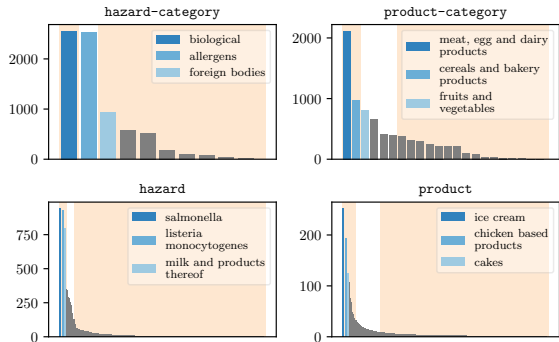 hazard-category
2000
1000
0
biological
allergens
foreign bodies
product-category
2000
1000
0
meat, egg and dairy
products
cereals and bakery
products
fruits and
vegetables
hazard
750
500
250
0
salmonella
listeria
monocytogenes
milk and products
thereof
product
200
100
0
ice cream
chicken based
products
cakes